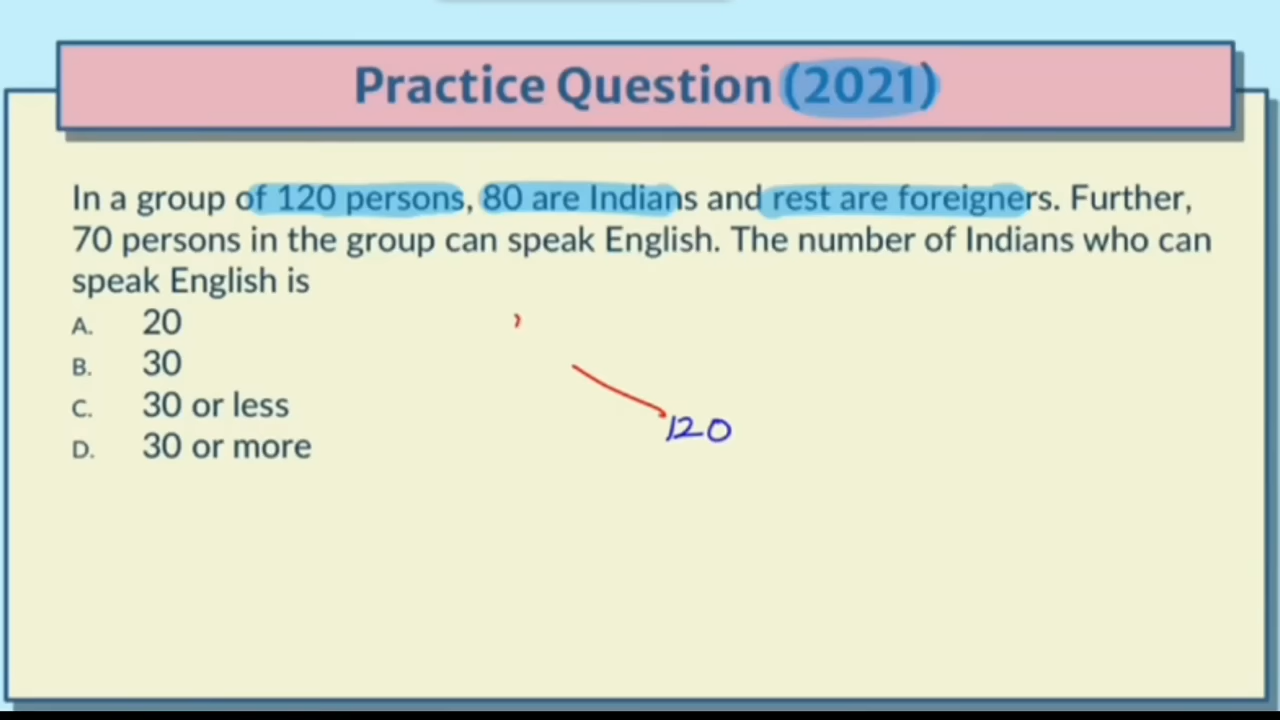 Practice Question (2021)
In a group of 120 persons, 80 are Indians and rest are foreigners. Further,
70 persons in the group can speak English. The number of Indians who can
speak English is
A. 20
B. 30
C. 30 or less
D. 30 or more
120